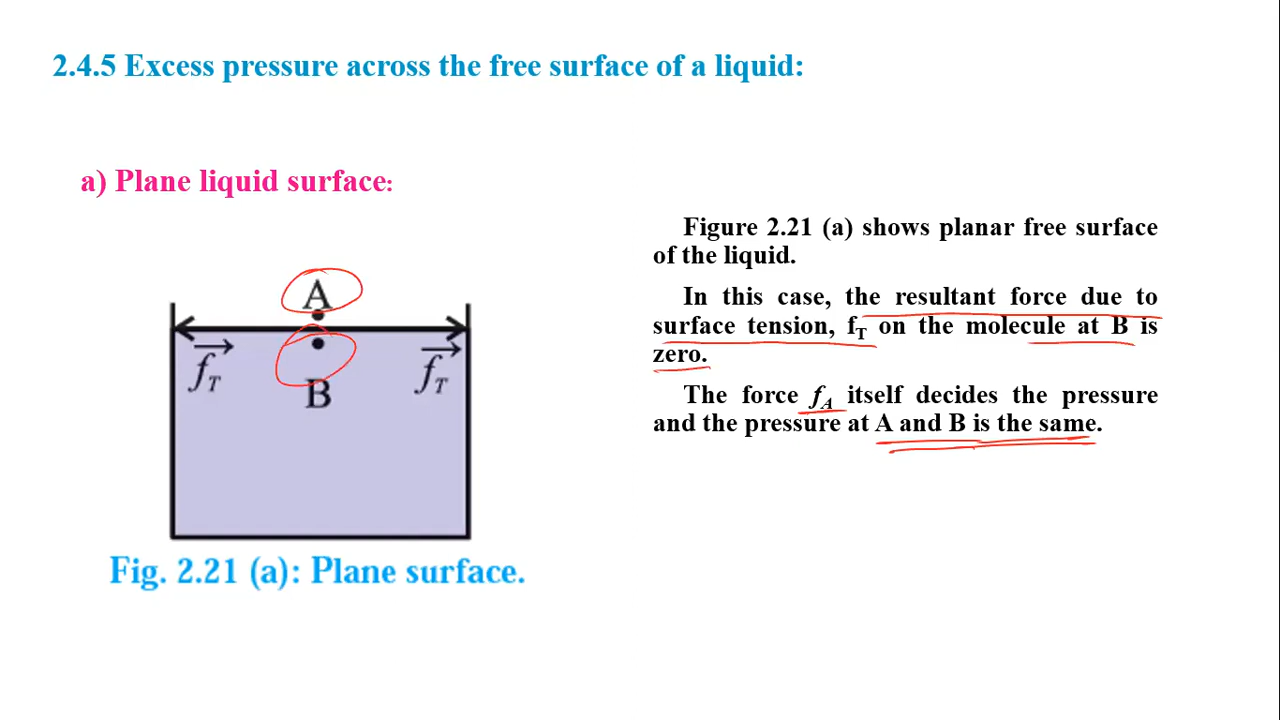 2.4.5 Excess pressure across the free surface of a liquid:
a) Plane liquid surface:
Figure 2.21 (a) shows planar free surface
of the liquid.
In this case, the resultant force due to
surface tension, fT on the molecule at B is
zero.
The force fA itself decides the pressure
and the pressure at A and B is the same.
A
fT
fT
B
Fig. 2.21 (a): Plane surface.